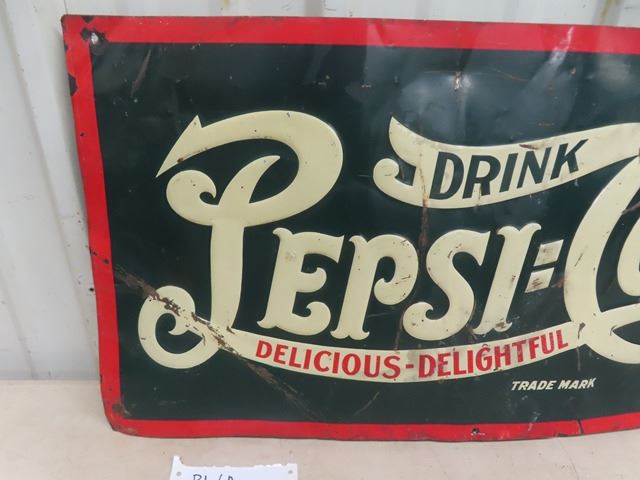 DRINK
PEPSI=Co
DELICIOUS-DELIGHTFUL
TRADE MARK